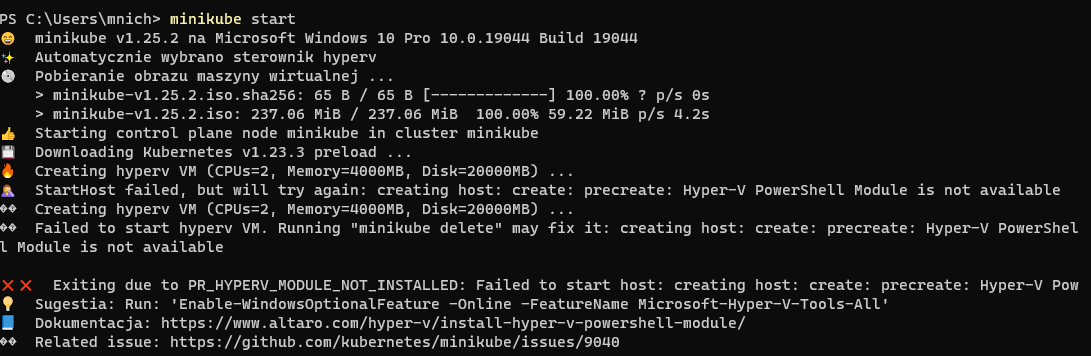 PS C:\Users\mnich> minikube start
😄  minikube v1.25.2 na Microsoft Windows 10 Pro 10.0.19044 Build 19044
✨  Automatycznie wybrano sterownik hyperv
💿  Pobieranie obrazu maszyny wirtualnej ...
    > minikube-v1.25.2.iso.sha256: 65 B / 65 B [-------------] 100.00% ? p/s 0s
    > minikube-v1.25.2.iso: 237.06 MiB / 237.06 MiB  100.00% 59.22 MiB p/s 4.2s
👍  Starting control plane node minikube in cluster minikube
💾  Downloading Kubernetes v1.23.3 preload ...
🔥  Creating hyperv VM (CPUs=2, Memory=4000MB, Disk=20000MB) ...
🤦  StartHost failed, but will try again: creating host: create: precreate: Hyper-V PowerShell Module is not available
��  Creating hyperv VM (CPUs=2, Memory=4000MB, Disk=20000MB) ...
��  Failed to start hyperv VM. Running "minikube delete" may fix it: creating host: create: precreate: Hyper-V PowerShel
l Module is not available
❌❌  Exiting due to PR_HYPERV_MODULE_NOT_INSTALLED: Failed to start host: creating host: create: precreate: Hyper-V Pow
💡  Sugestia: Run: 'Enable-WindowsOptionalFeature -Online -FeatureName Microsoft-Hyper-V-Tools-All'
📘  Dokumentacja: https://www.altaro.com/hyper-v/install-hyper-v-powershell-module/
��  Related issue: https://github.com/kubernetes/minikube/issues/9040